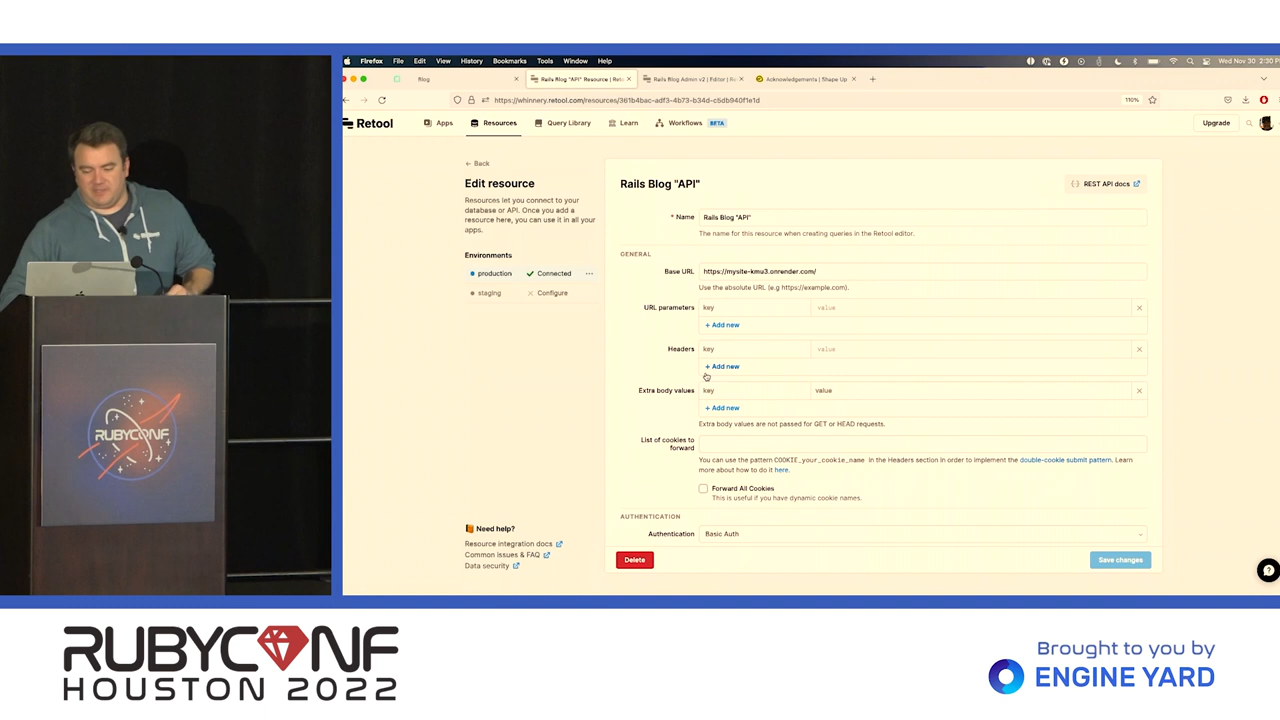 Firefox File Edit View History Bookmarks Tools Window Help
Wed Nov 30 2:30 P
Blog
Rails Blog "API" Resource | Reto
Rails Blog Admin v2 | Editor | R
Acknowledgements | Shape Up
https://whinnery.retool.com/resources/361b4bac-adf3-4b73-b34d-c5db940f1e1d
110%
Retool
Apps
Resources
Query Library
Learn
Workflows BETA
Upgrade
← Back
Edit resource
Resources let you connect to your
database or API. Once you add a
resource here, you can use it in all your
apps.
Environments
production Connected ...
staging Configure
Need help?
Resource integration docs
Common issues & FAQ
Data security
Rails Blog "API"
REST API docs
* Name Rails Blog "API"
The name for this resource when creating queries in the Retool editor.
GENERAL
Base URL https://mysite-kmu3.onrender.com/
Use the absolute URL (e.g https://example.com).
URL parameters key value
+ Add new
Headers key value
+ Add new
Extra body values key value
+ Add new
Extra body values are not passed for GET or HEAD requests.
List of cookies to
forward
You can use the pattern COOKIE_your_cookie_name in the Headers section in order to implement the double-cookie submit pattern. Learn
more about how to do it here.
Forward All Cookies
This is useful if you have dynamic cookie names.
AUTHENTICATION
Authentication Basic Auth
Delete
Save changes
RUBYCONF
RUBYCONF
HOUSTON 2022
Brought to you by
ENGINE YARD